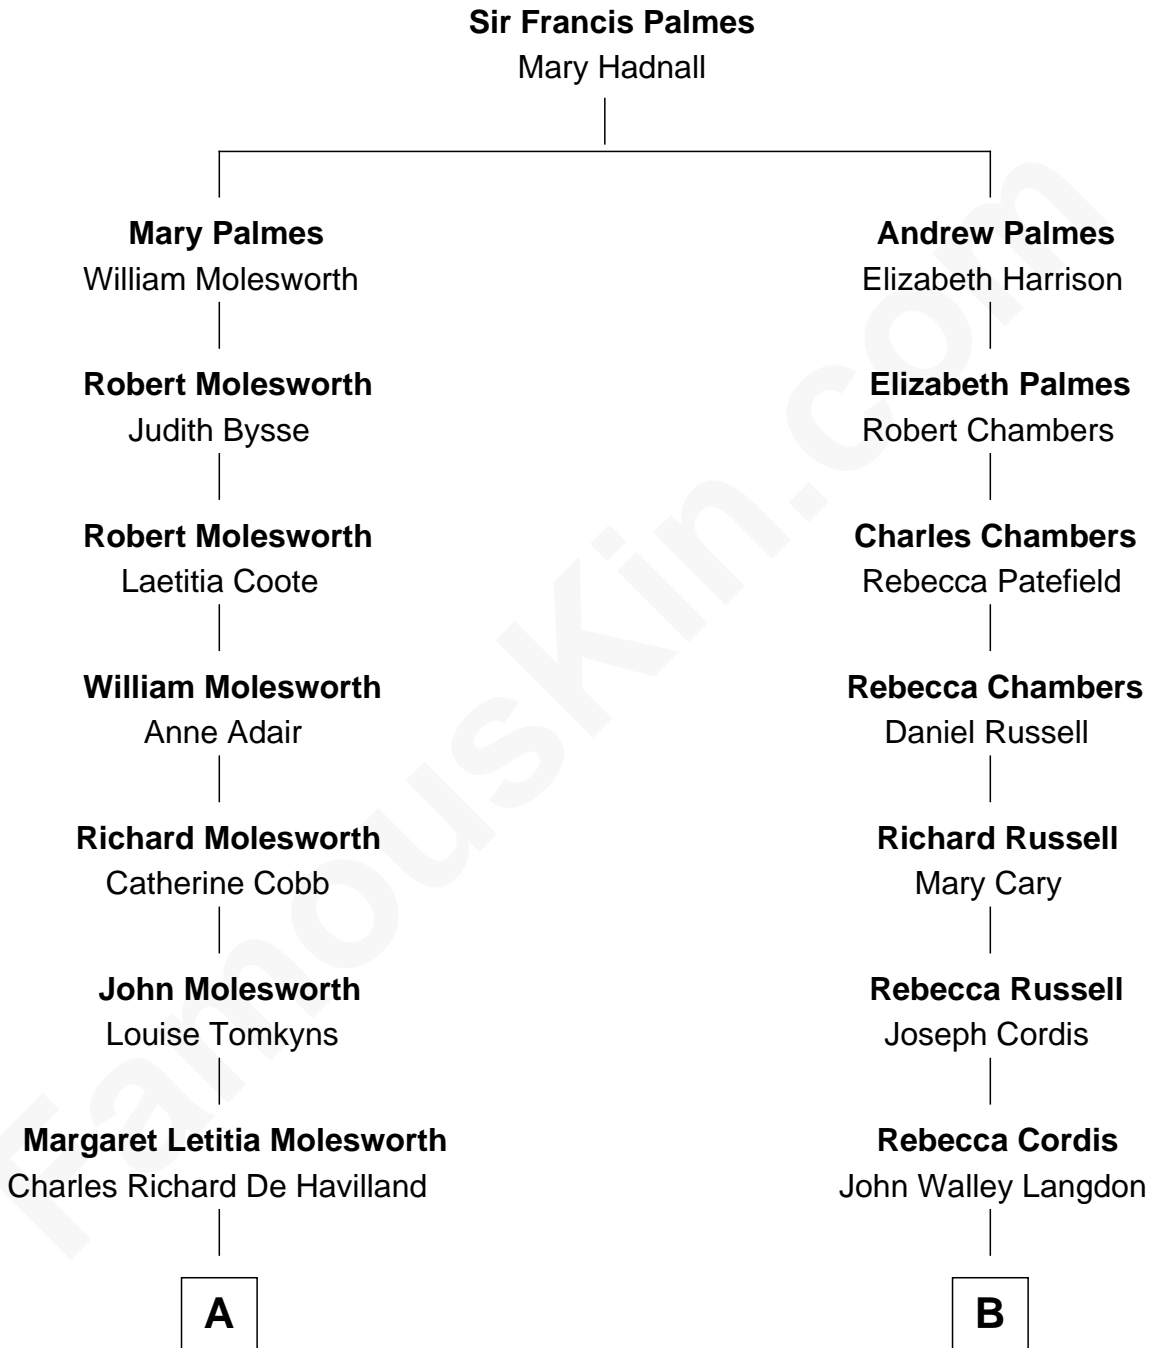 Sir Francis Palmes
Mary Hadnall
Mary Palmes
William Molesworth
Andrew Palmes
Elizabeth Harrison
Robert Molesworth
Judith Bysse
Elizabeth Palmes
Robert Chambers
Robert Molesworth
Laetitia Coote
Charles Chambers
Rebecca Patefield
William Molesworth
Anne Adair
Rebecca Chambers
Daniel Russell
Richard Molesworth
Catherine Cobb
Richard Russell
Mary Cary
John Molesworth
Louise Tomkyns
Rebecca Russell
Joseph Cordis
Margaret Letitia Molesworth
Charles Richard De Havilland
Rebecca Cordis
John Walley Langdon
A
B
FamousKin.com